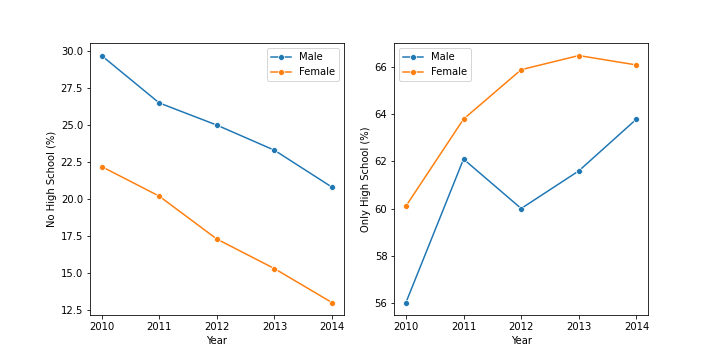 No High School (%)
30.0
27.5
25.0
22.5
20.0
17.5
15.0
12.5
2010 2011 2012 2013 2014
Year
Male
Female
Only High School (%)
66
64
62
60
58
56
2010 2011 2012 2013 2014
Year
Male
Female